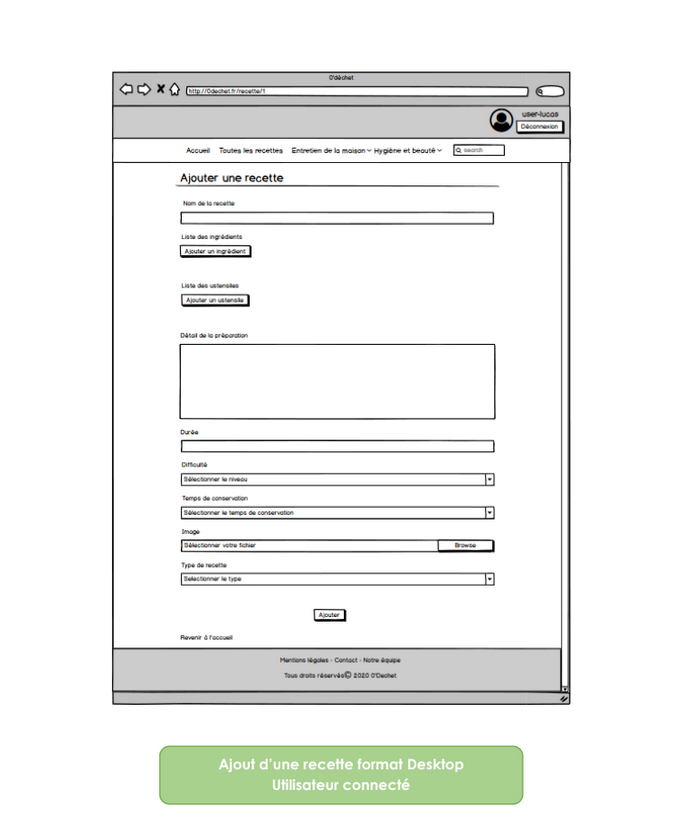 0'déchet
http://0dechet.fr/recette/1
user-lucas
Déconnexion
Accueil Toutes les recettes Entretien de la maison Hygiène et beauté search
Ajouter une recette
Nom de la recette
Liste des ingrédients
Ajouter un ingrédient
Liste des ustensiles
Ajouter un ustensile
Détail de la préparation
Durée
Difficulté
Sélectionner le niveau
Temps de conservation
Sélectionner le temps de conservation
Image
Sélectionner votre fichier Browse
Type de recette
Selectionner le type
Ajouter
Revenir à l'accueil
Mentions légales - Contact - Notre équipe
Tous droits réservés© 2020 0'Dechet
Ajout d'une recette format Desktop
Utilisateur connecté